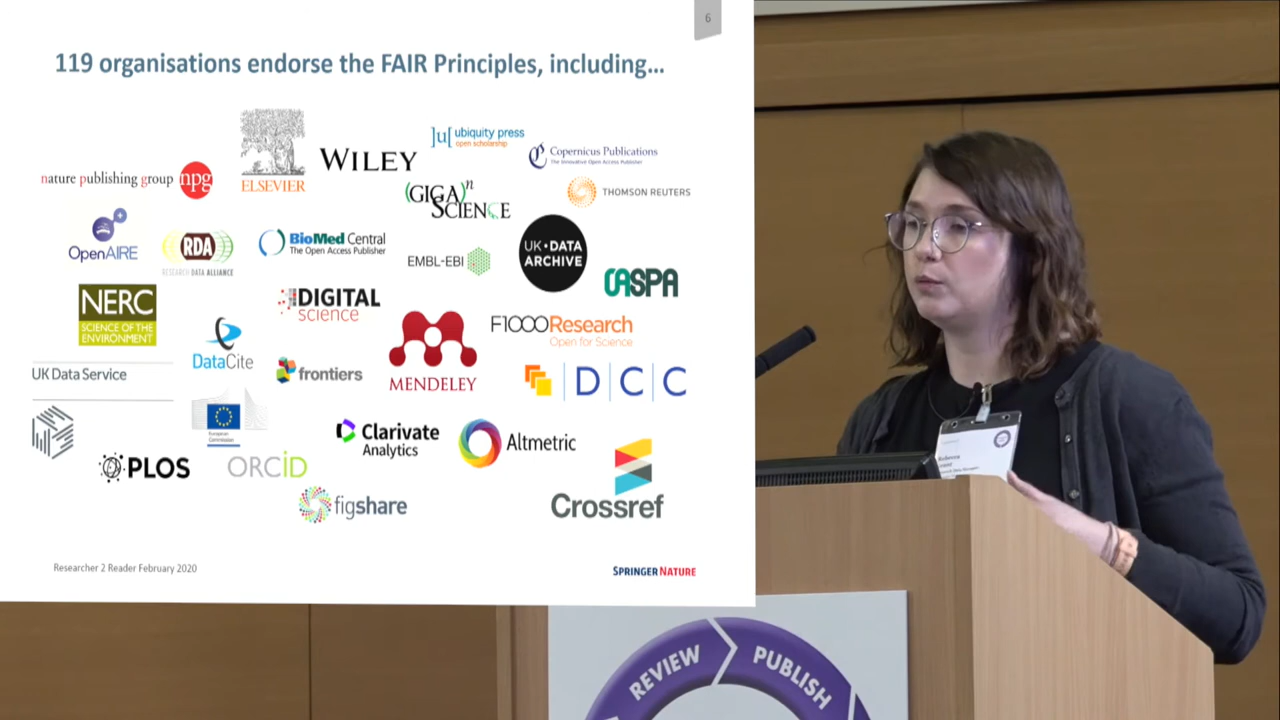 6
119 organisations endorse the FAIR Principles, including...
nature publishing group npg
ELSEVIER
WILEY
]u[ ubiquity press
open scholarship
Copernicus Publications
The Innovative Open Access Publisher
(GIGA)n
SCIENCE
THOMSON REUTERS
OpenAIRE
RDA
RESEARCH DATA ALLIANCE
BioMed Central
The Open Access Publisher
EMBL-EBI
UK•DATA
ARCHIVE
OASPA
NERC
SCIENCE OF THE
ENVIRONMENT
DIGITAL
science
DataCite
MENDELEY
F1000Research
Open for Science
UK Data Service
frontiers
D C C
European
Commission
Clarivate
Analytics
Altmetric
PLOS
ORCiD
figshare
Crossref
Researcher 2 Reader February 2020
SPRINGER NATURE
Rebecca
REVIEW
PUBLISH